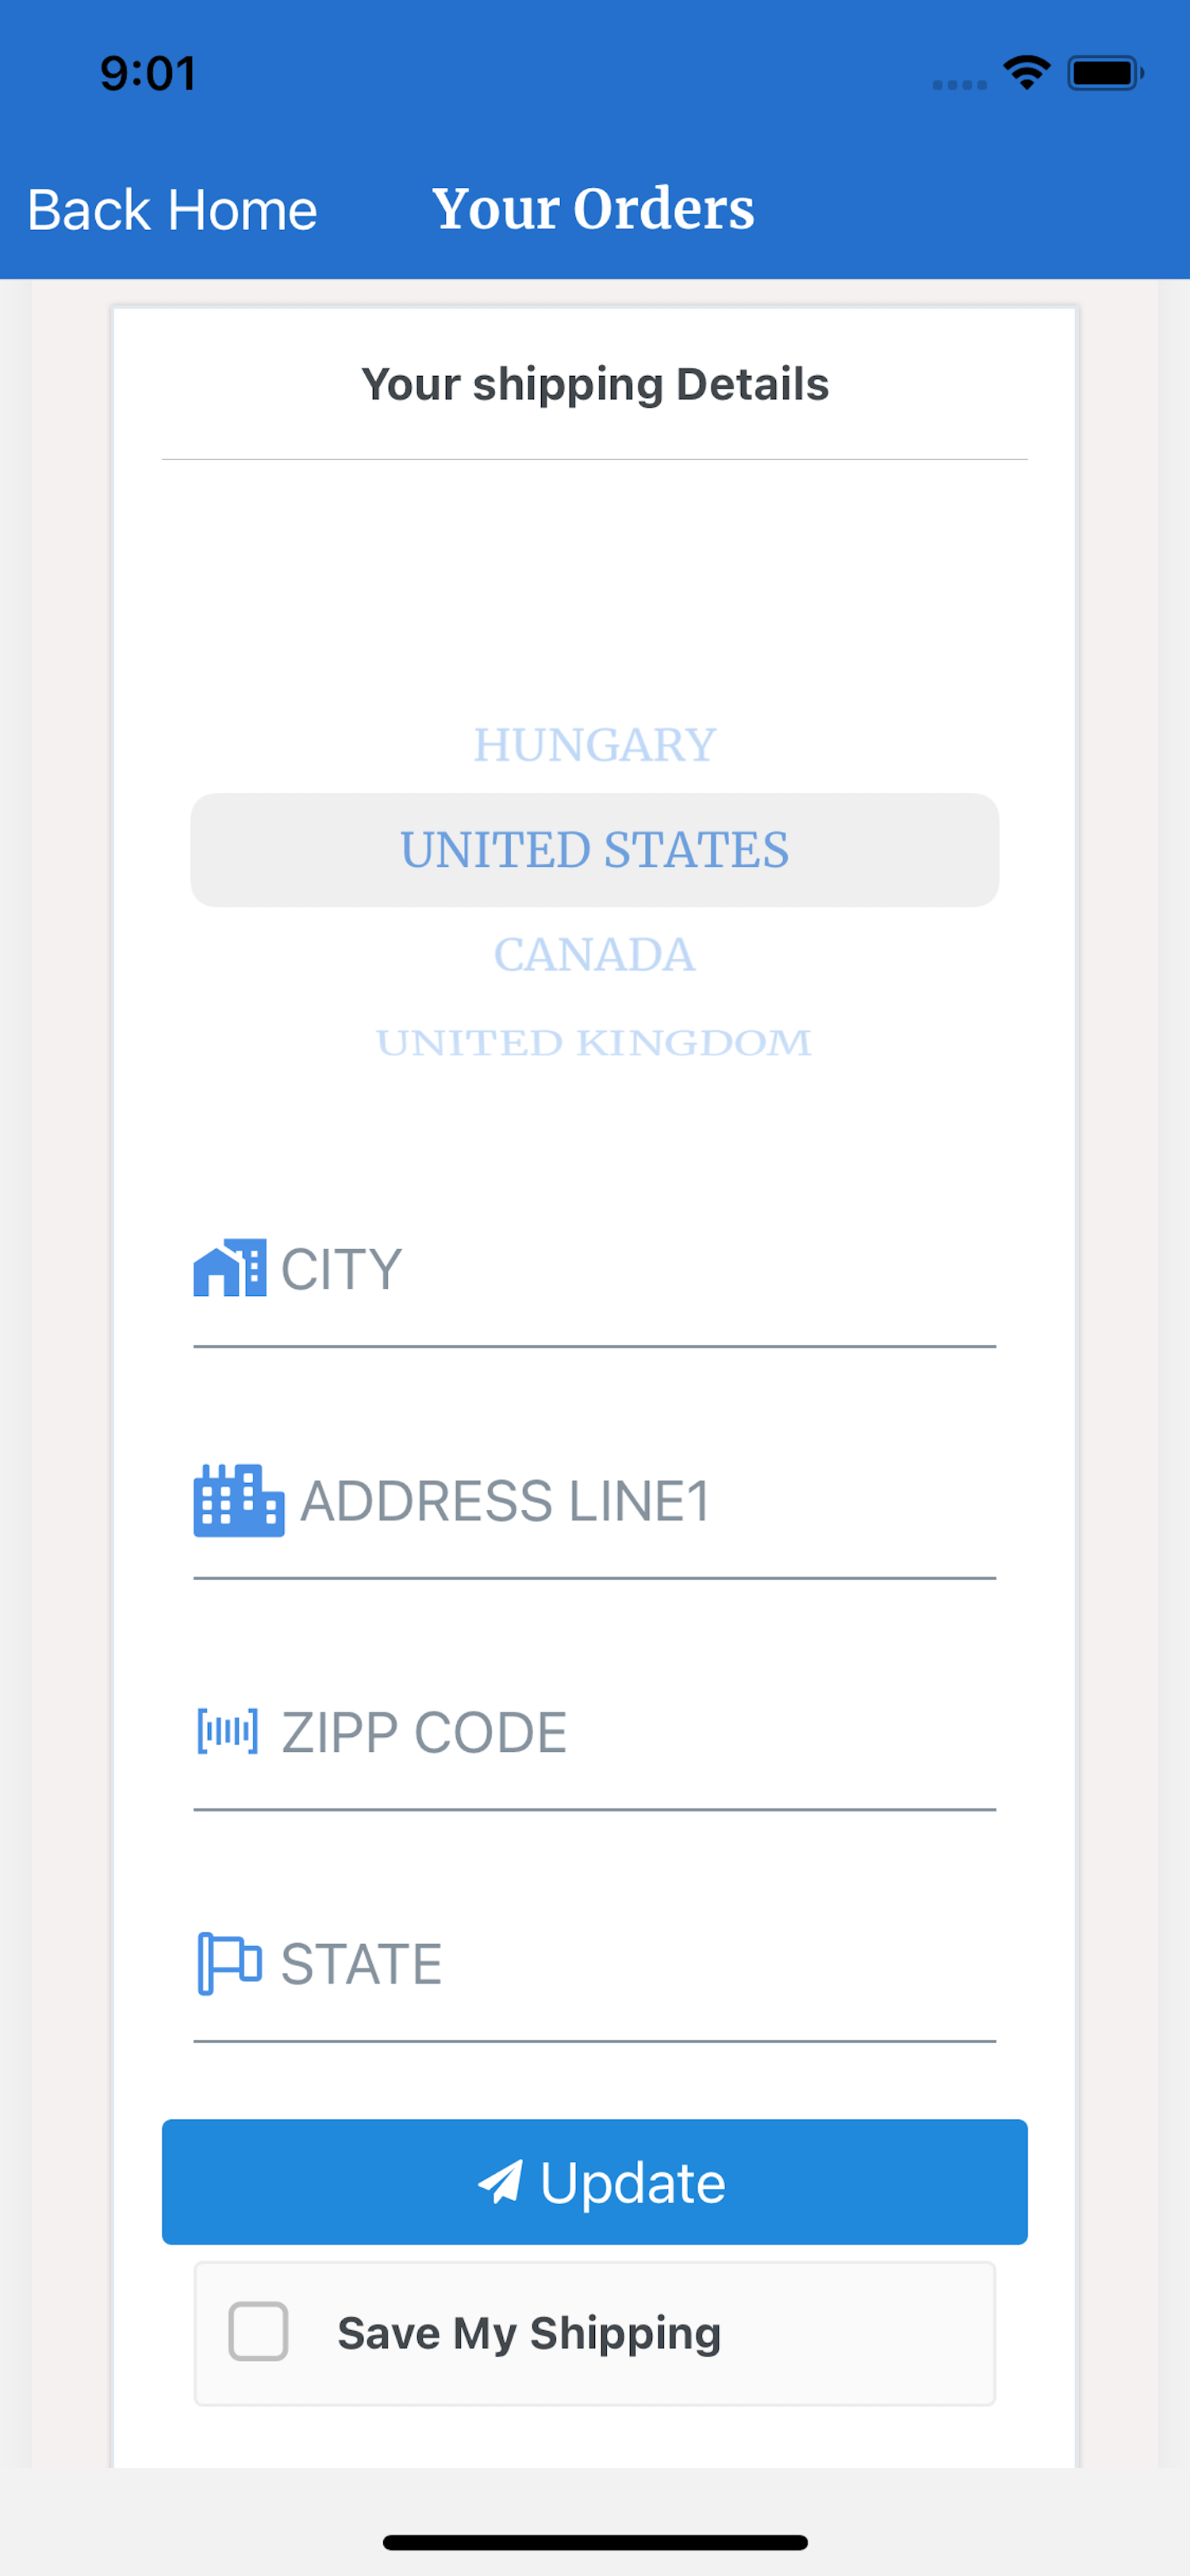 9:01
Back Home
Your Orders
Your shipping Details
HUNGARY
UNITED STATES
CANADA
UNITED KINGDOM
CITY
ADDRESS LINE1
ZIPP CODE
STATE
Update
Save My Shipping